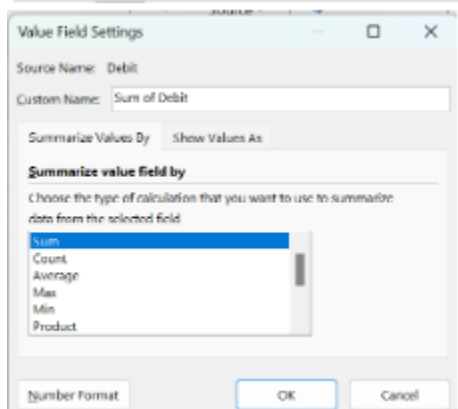 Source
Value Field Settings
Source Name: Debit
Custom Name: Sum of Debit
Summarize Values By Show Values As
Summarize value field by
Choose the type of calculation that you want to use to summarize
data from the selected field
Sum
Count
Average
Max
Min
Product
Number Format OK Cancel